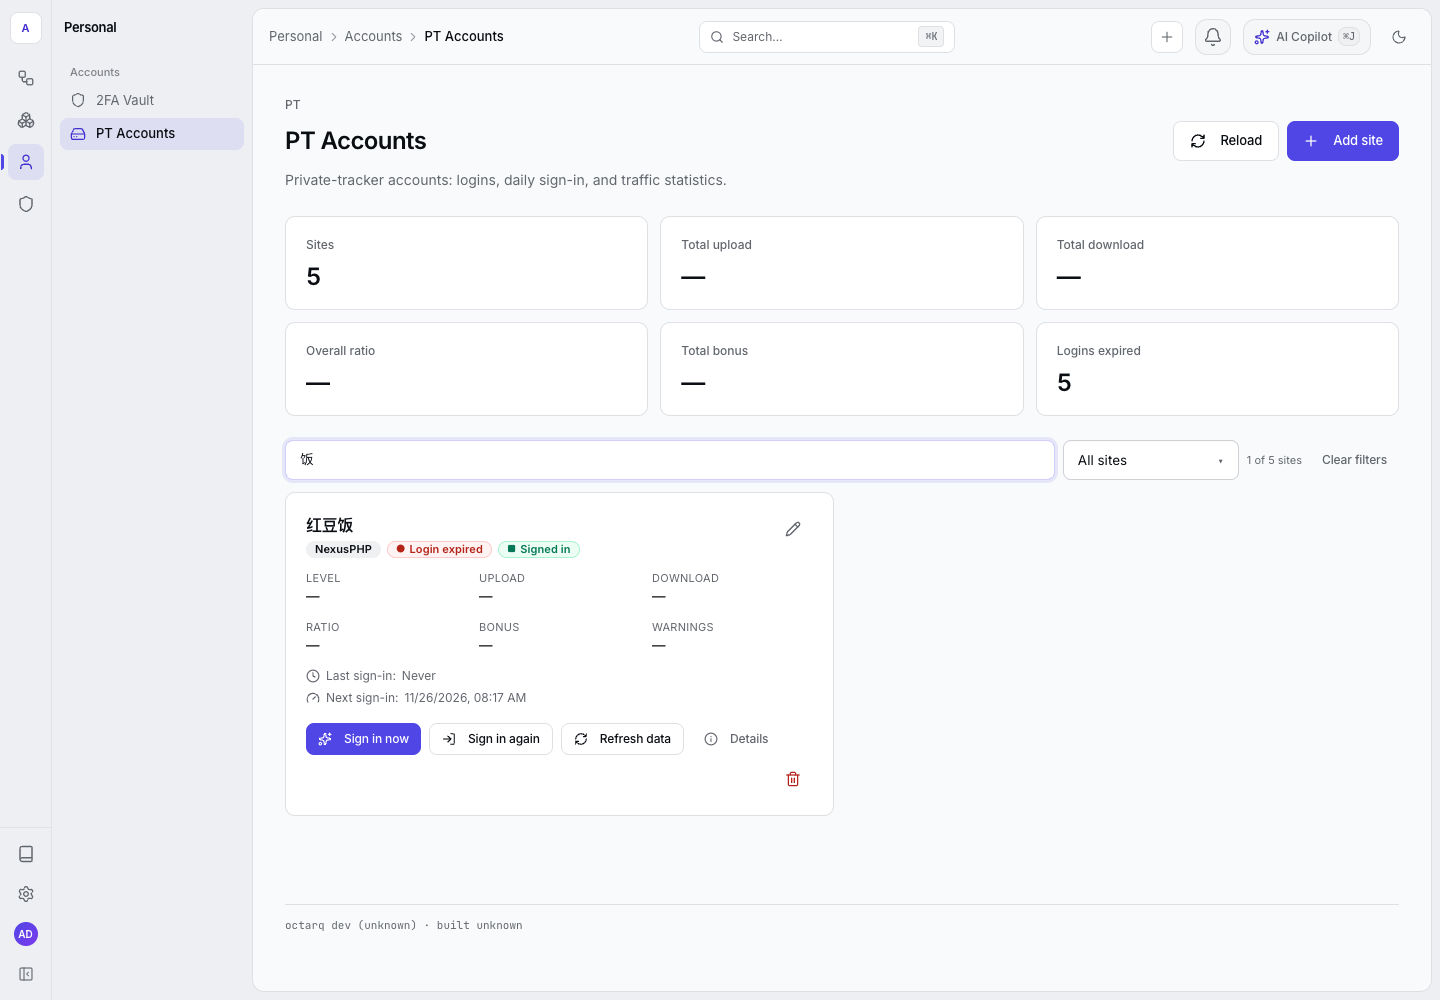 A
Personal
Accounts
2FA Vault
PT Accounts
AD
Personal
Accounts
PT Accounts
Search...
⌘K
AI Copilot
⌘J
PT
PT Accounts
Reload
Add site
Private-tracker accounts: logins, daily sign-in, and traffic statistics.
Sites
5
Total upload
—
Total download
—
Overall ratio
—
Total bonus
—
Logins expired
5
饭
All sites
1 of 5 sites
Clear filters
红豆饭
NexusPHP
Login expired
Signed in
LEVEL
—
UPLOAD
—
DOWNLOAD
—
RATIO
—
BONUS
—
WARNINGS
—
Last sign-in: Never
Next sign-in: 11/26/2026, 08:17 AM
Sign in now
Sign in again
Refresh data
Details
octarq dev (unknown) · built unknown